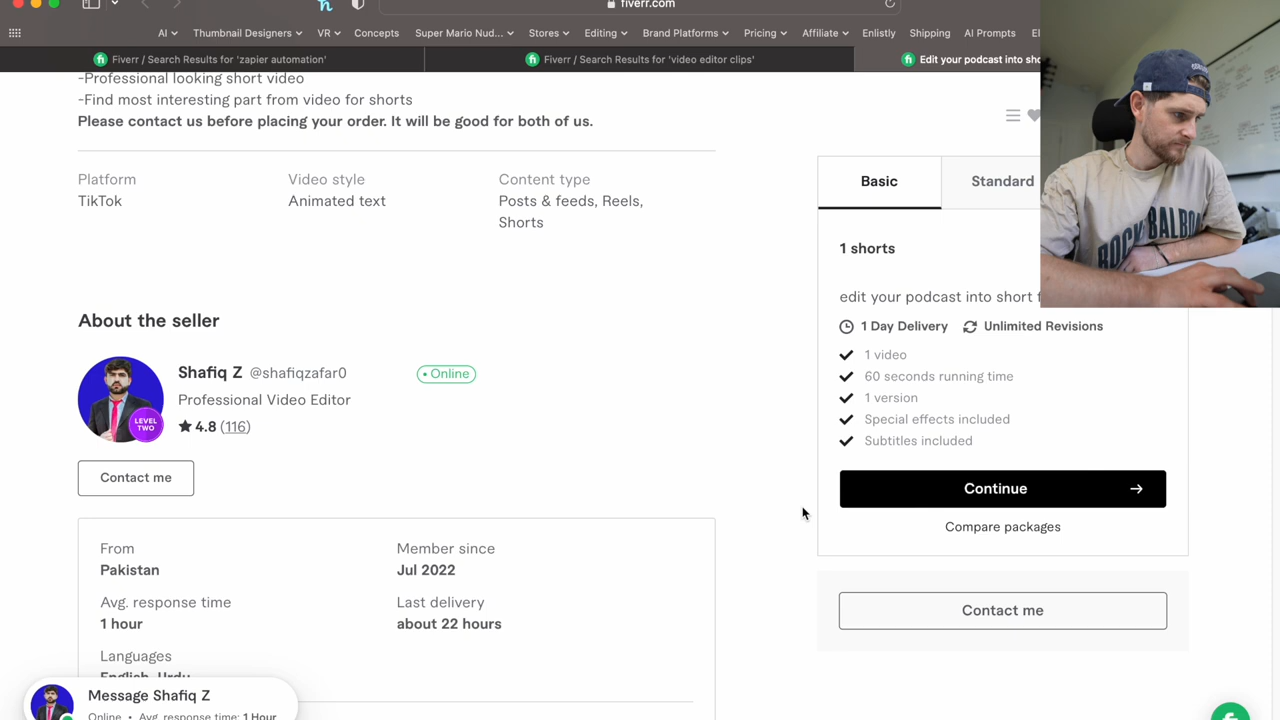 fiverr.com
AI
Thumbnail Designers
VR
Concepts
Super Mario Nud...
Stores
Editing
Brand Platforms
Pricing
Affiliate
Enlistly
Shipping
AI Prompts
Fiverr / Search Results for 'zapier automation'
Fiverr / Search Results for 'video editor clips'
Edit your podcast into sho
-Professional looking short video
-Find most interesting part from video for shorts
Please contact us before placing your order. It will be good for both of us.
Platform
TikTok
Video style
Animated text
Content type
Posts & feeds, Reels,
Shorts
About the seller
Shafiq Z @shafiqzafar0
• Online
Professional Video Editor
LEVEL
TWO
4.8 (116)
Contact me
From
Pakistan
Member since
Jul 2022
Avg. response time
1 hour
Last delivery
about 22 hours
Languages
English, Urdu
Message Shafiq Z
Online • Avg. response time: 1 Hour
Basic
Standard
1 shorts
edit your podcast into short f
1 Day Delivery
Unlimited Revisions
1 video
60 seconds running time
1 version
Special effects included
Subtitles included
Continue
Compare packages
Contact me
ROCKY BALBOA